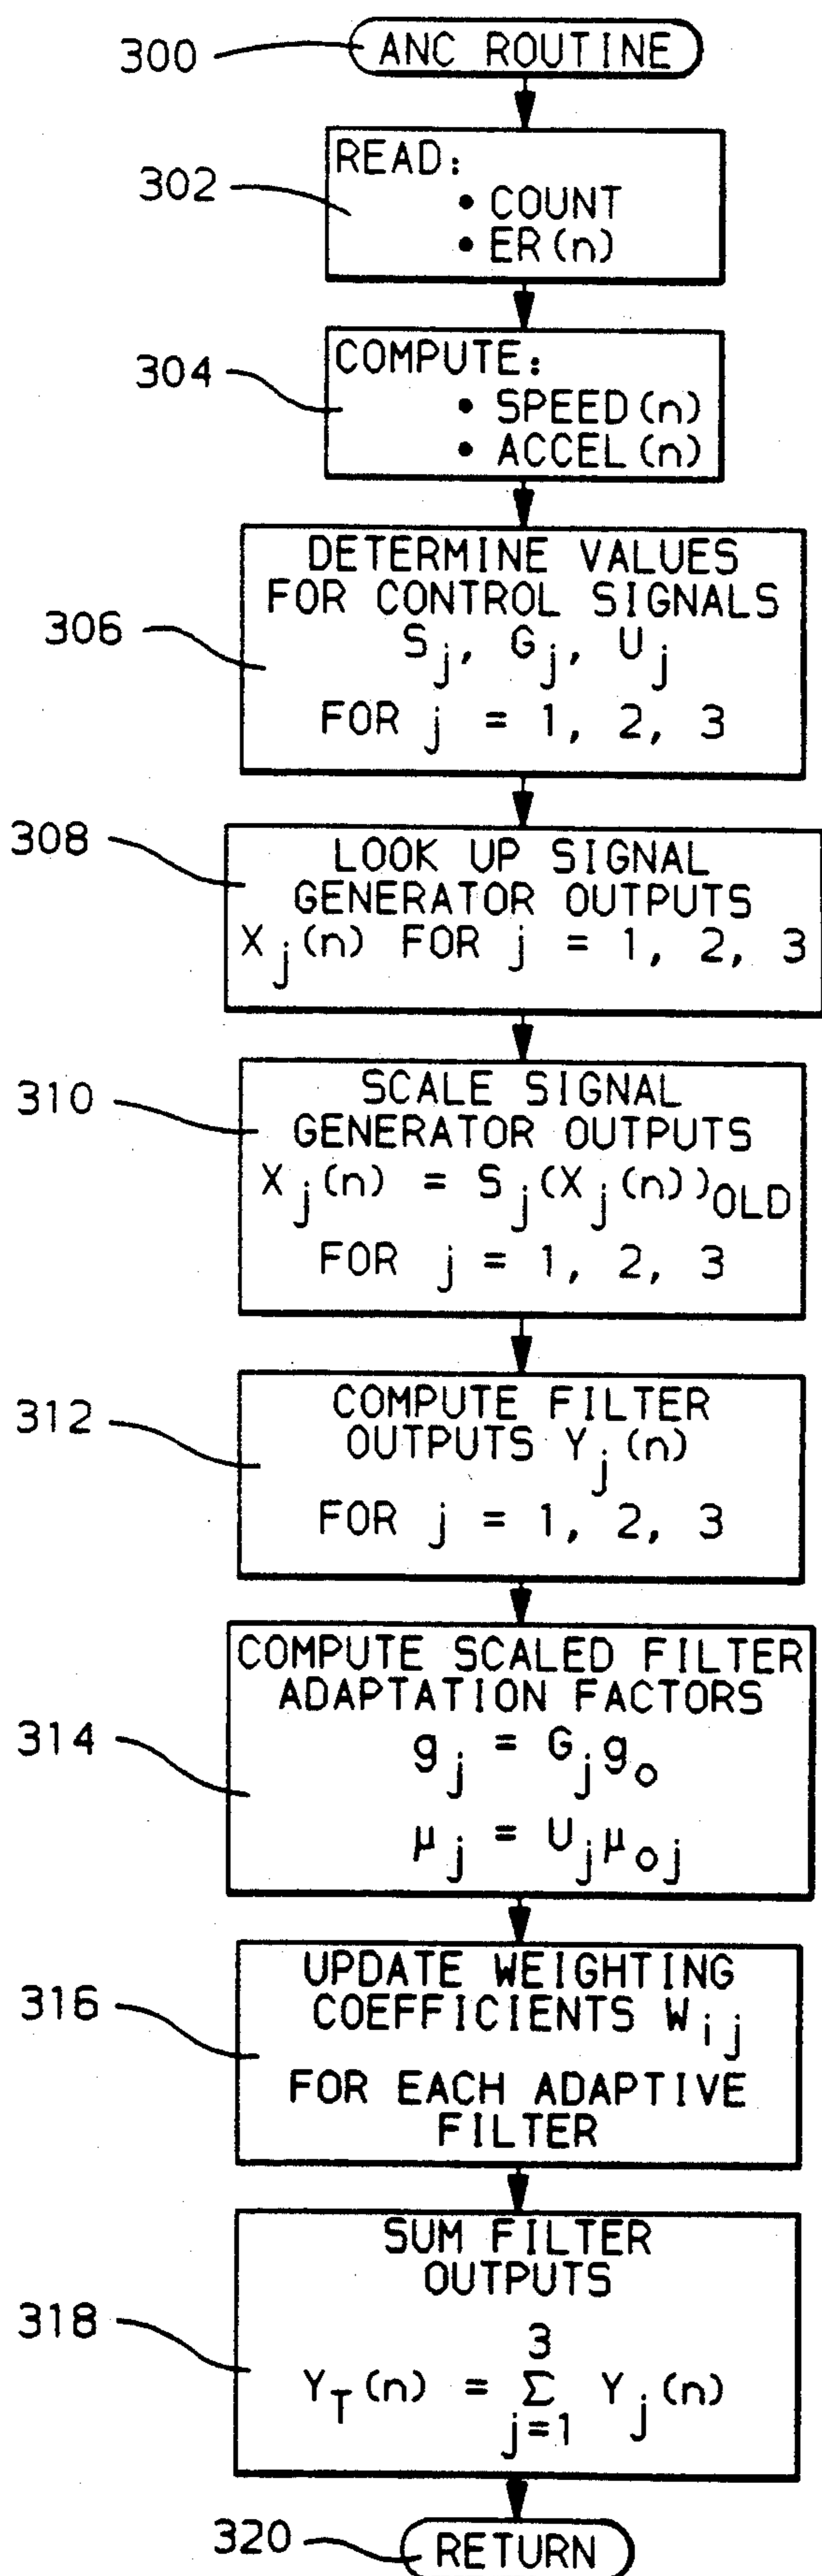 300 ANC ROUTINE
302 READ:
• COUNT
• ER(n)
304 COMPUTE:
• SPEED(n)
• ACCEL(n)
DETERMINE VALUES
FOR CONTROL SIGNALS
306 Sj, Gj, Uj
FOR j = 1, 2, 3
308 LOOK UP SIGNAL
GENERATOR OUTPUTS
Xj(n) FOR j = 1, 2, 3
310 SCALE SIGNAL
GENERATOR OUTPUTS
Xj(n) = Sj(Xj(n))OLD
FOR j = 1, 2, 3
312 COMPUTE FILTER
OUTPUTS Yj(n)
FOR j = 1, 2, 3
COMPUTE SCALED FILTER
ADAPTATION FACTORS
314 gj = Gjgo
μj = Ujμoj
UPDATE WEIGHTING
316 COEFFICIENTS Wij
FOR EACH ADAPTIVE
FILTER
SUM FILTER
OUTPUTS
318 3
YT(n) = Σ Yj(n)
j=1
320 RETURN